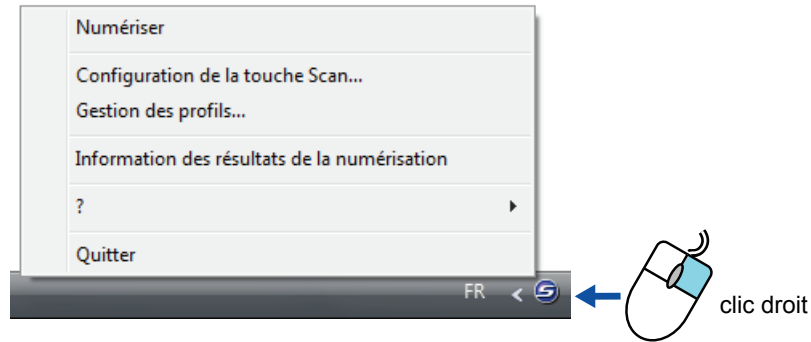 Numériser
Configuration de la touche Scan...
Gestion des profils...
Information des résultats de la numérisation
?
Quitter
FR <
clic droit